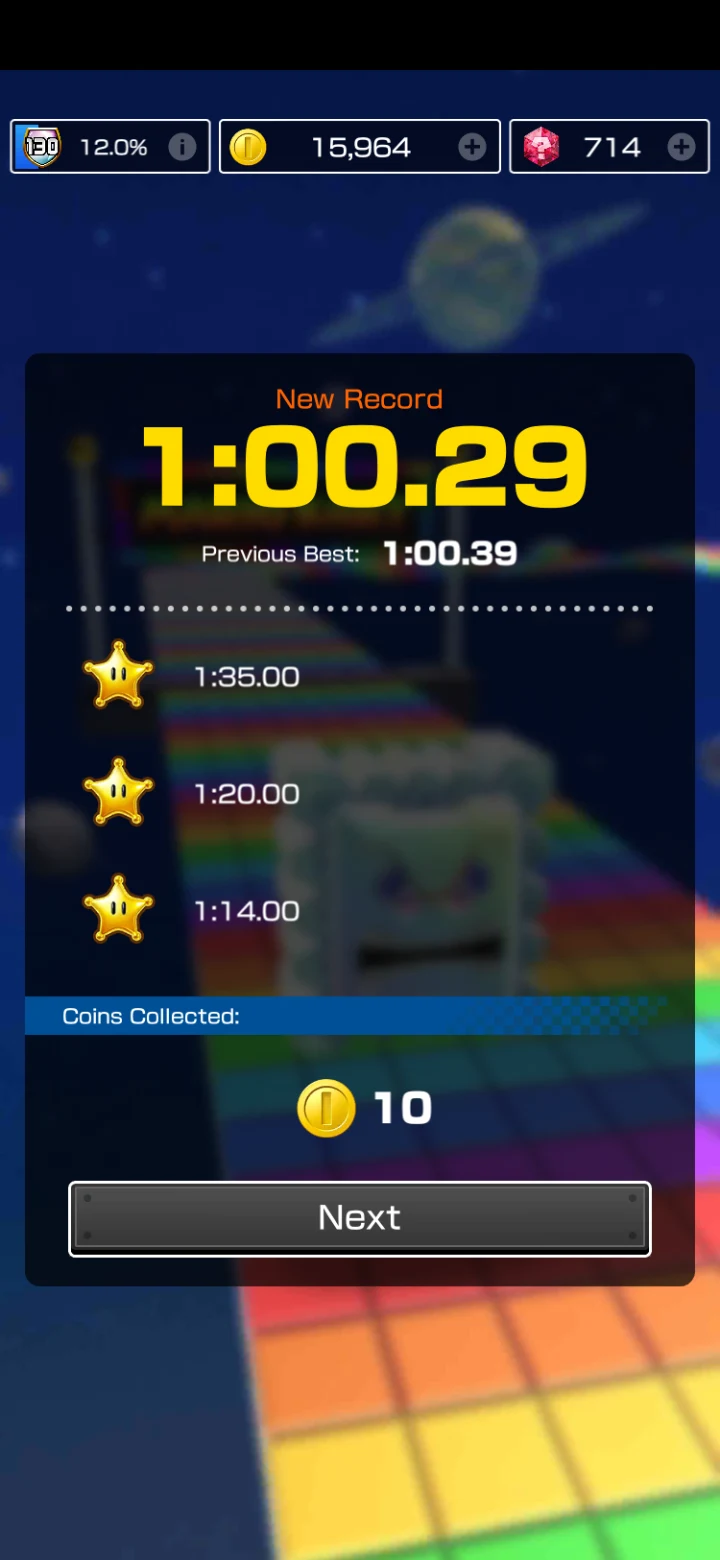 130 12.0% i 15,964 + ? 714 +
New Record
1:00.29
Previous Best: 1:00.39
1:35.00
1:20.00
1:14.00
Coins Collected:
10
Next